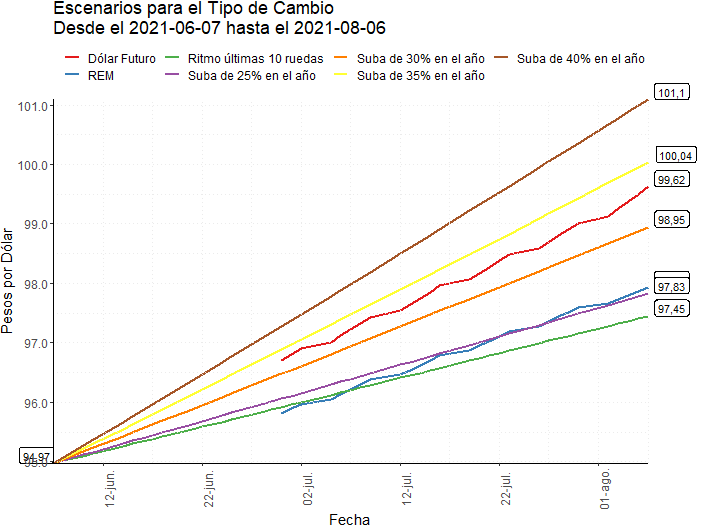 Escenarios para el Tipo de Cambio
Desde el 2021-06-07 hasta el 2021-08-06
Dólar Futuro
Ritmo últimas 10 ruedas
Suba de 30% en el año
Suba de 40% en el año
REM
Suba de 25% en el año
Suba de 35% en el año
101.0
100.0
99.0
98.0
97.0
96.0
95.0
Pesos por Dólar
101,1
100,04
99,62
98,95
97,83
97,45
94,97
12-jun.
22-jun.
02-jul.
12-jul.
22-jul.
01-ago.
Fecha